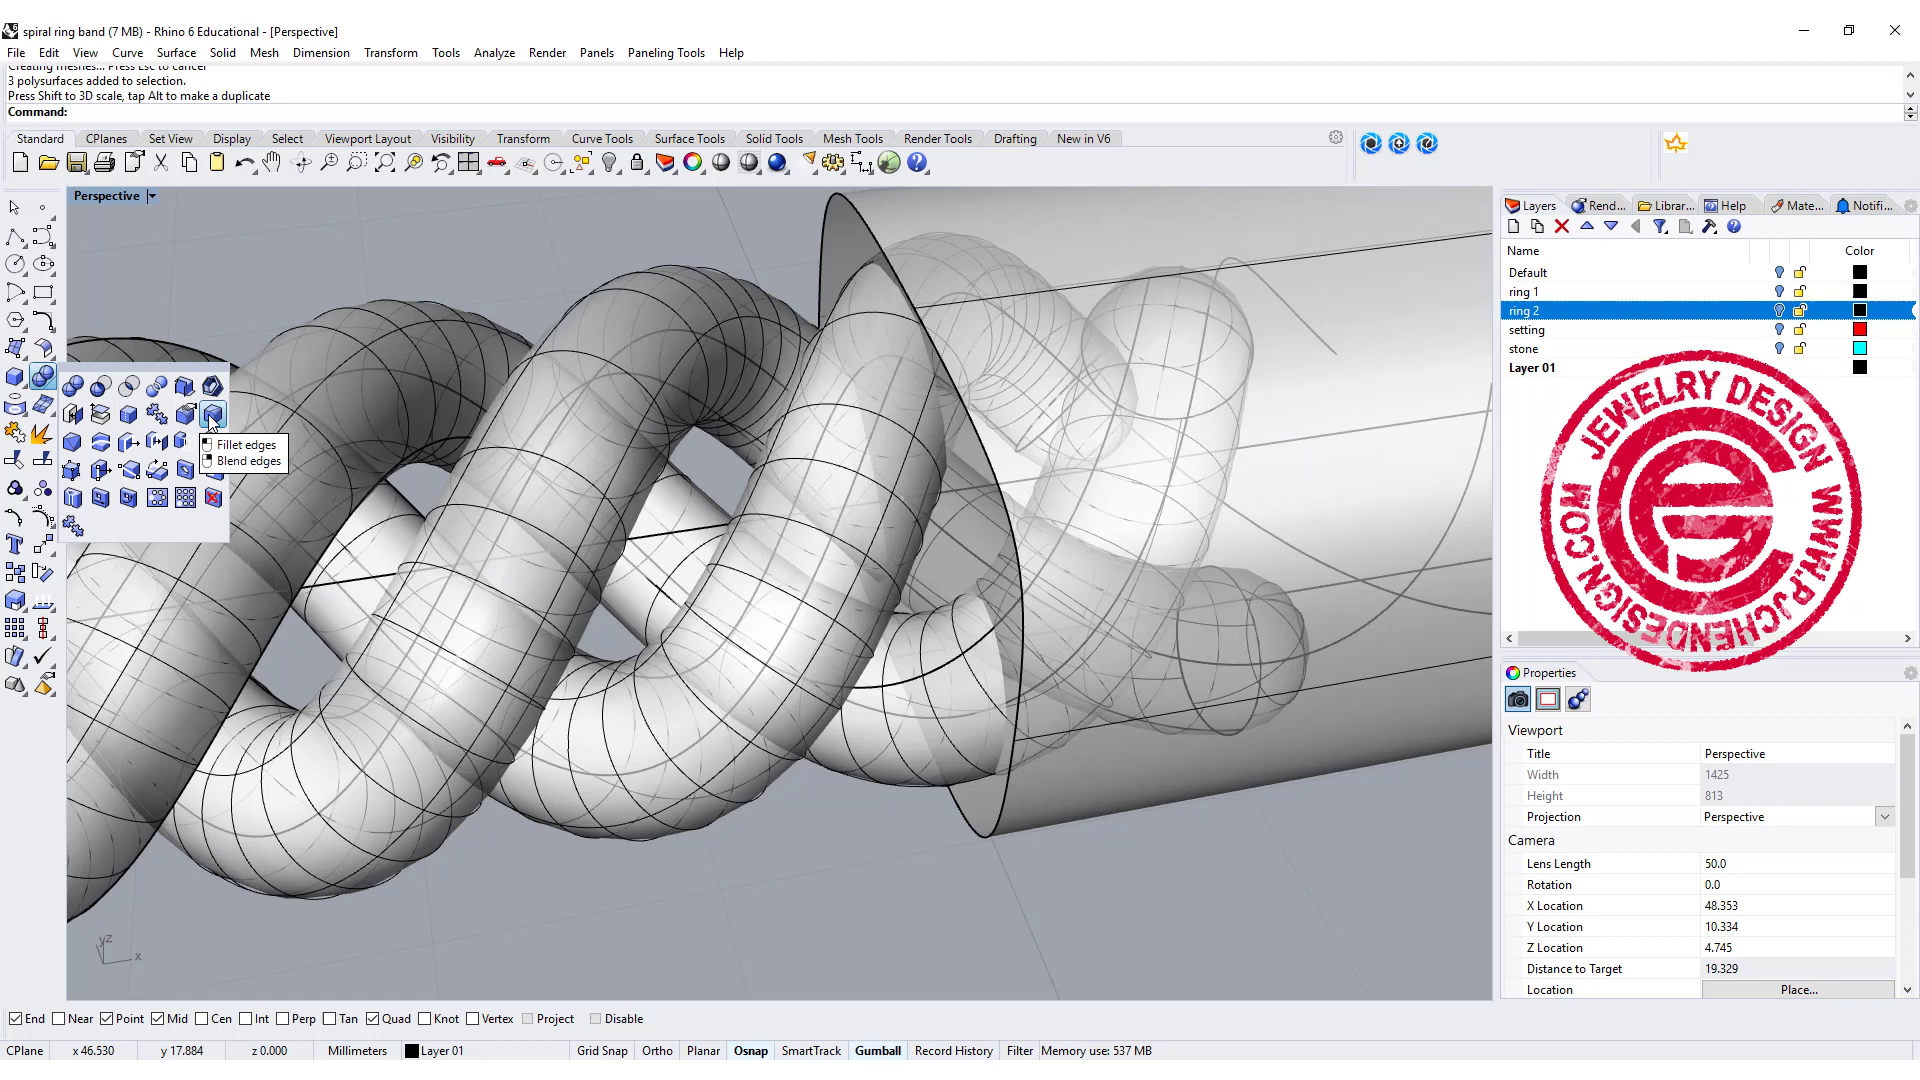 spiral ring band (7 MB) - Rhino 6 Educational - [Perspective]
File Edit View Curve Surface Solid Mesh Dimension Transform Tools Analyze Render Panels Paneling Tools Help
Creating meshes... Press Esc to cancel
3 polysurfaces added to selection.
Press Shift to 3D scale, tap Alt to make a duplicate
Command:
Standard CPlanes Set View Display Select Viewport Layout Visibility Transform Curve Tools Surface Tools Solid Tools Mesh Tools Render Tools Drafting New in V6
Perspective
Layers Rend... Librar... Help Mate... Notifi...
Name Color
Default
ring 1
ring 2
setting
stone
Layer 01
JEWELRY DESIGN WWW.PJCHENDESIGN.COM
Fillet edges
Blend edges
Properties
Viewport
Title Perspective
Width 1425
Height 813
Projection Perspective
Camera
Lens Length 50.0
Rotation 0.0
X Location 48.353
Y Location 10.334
Z Location 4.745
Distance to Target 19.329
Location Place...
z
y
x
End Near Point Mid Cen Int Perp Tan Quad Knot Vertex Project Disable
CPlane x 46.530 y 17.884 z 0.000 Millimeters Layer 01 Grid Snap Ortho Planar Osnap SmartTrack Gumball Record History Filter Memory use: 537 MB